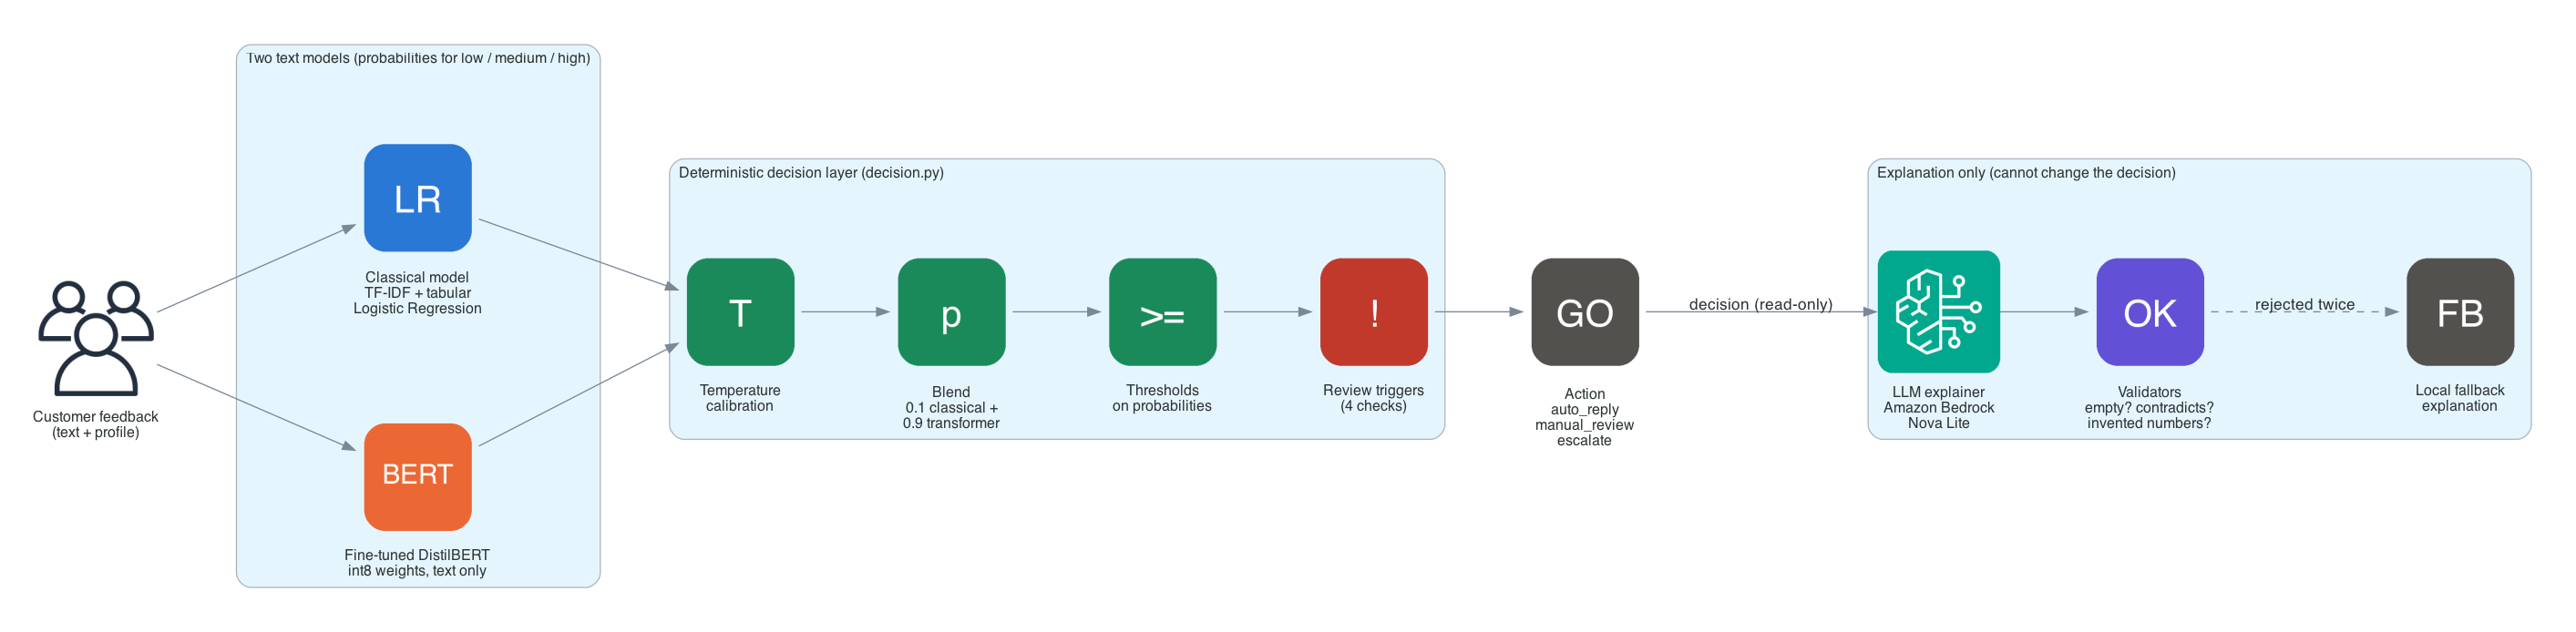 Two text models (probabilities for low / medium / high)
LR
Classical model
TF-IDF + tabular
Logistic Regression
BERT
Fine-tuned DistilBERT
int8 weights, text only
Customer feedback
(text + profile)
Deterministic decision layer (decision.py)
T
Temperature
calibration
p
Blend
0.1 classical +
0.9 transformer
>=
Thresholds
on probabilities
!
Review triggers
(4 checks)
GO
Action
auto_reply
manual_review
escalate
decision (read-only)
Explanation only (cannot change the decision)
LLM explainer
Amazon Bedrock
Nova Lite
OK
Validators
empty? contradicts?
invented numbers?
rejected twice
FB
Local fallback
explanation